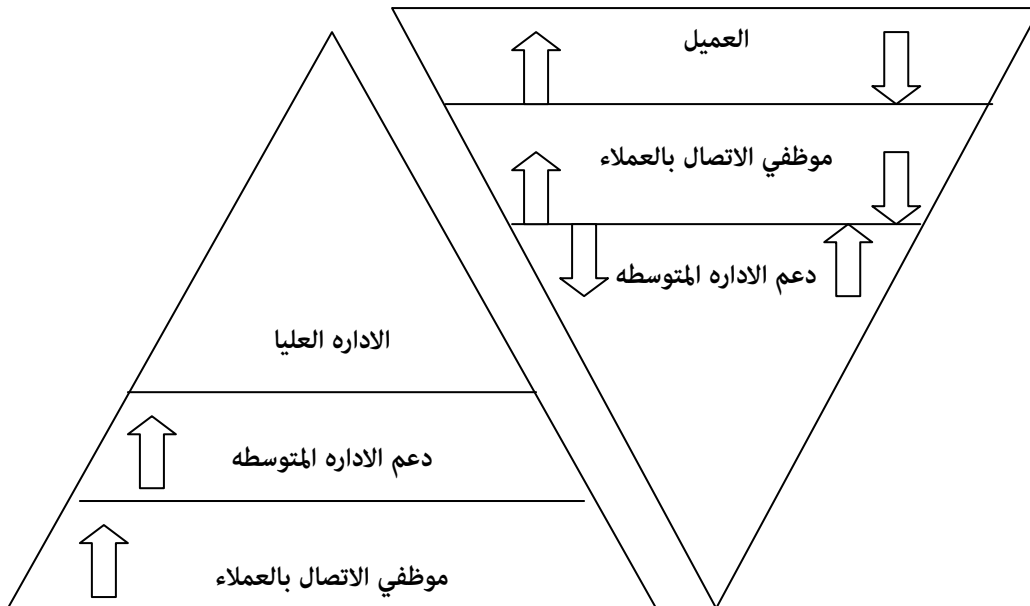 العميل
موظفي الاتصال بالعملاء
دعم الاداره المتوسطه
الاداره العليا
دعم الاداره المتوسطه
موظفي الاتصال بالعملاء